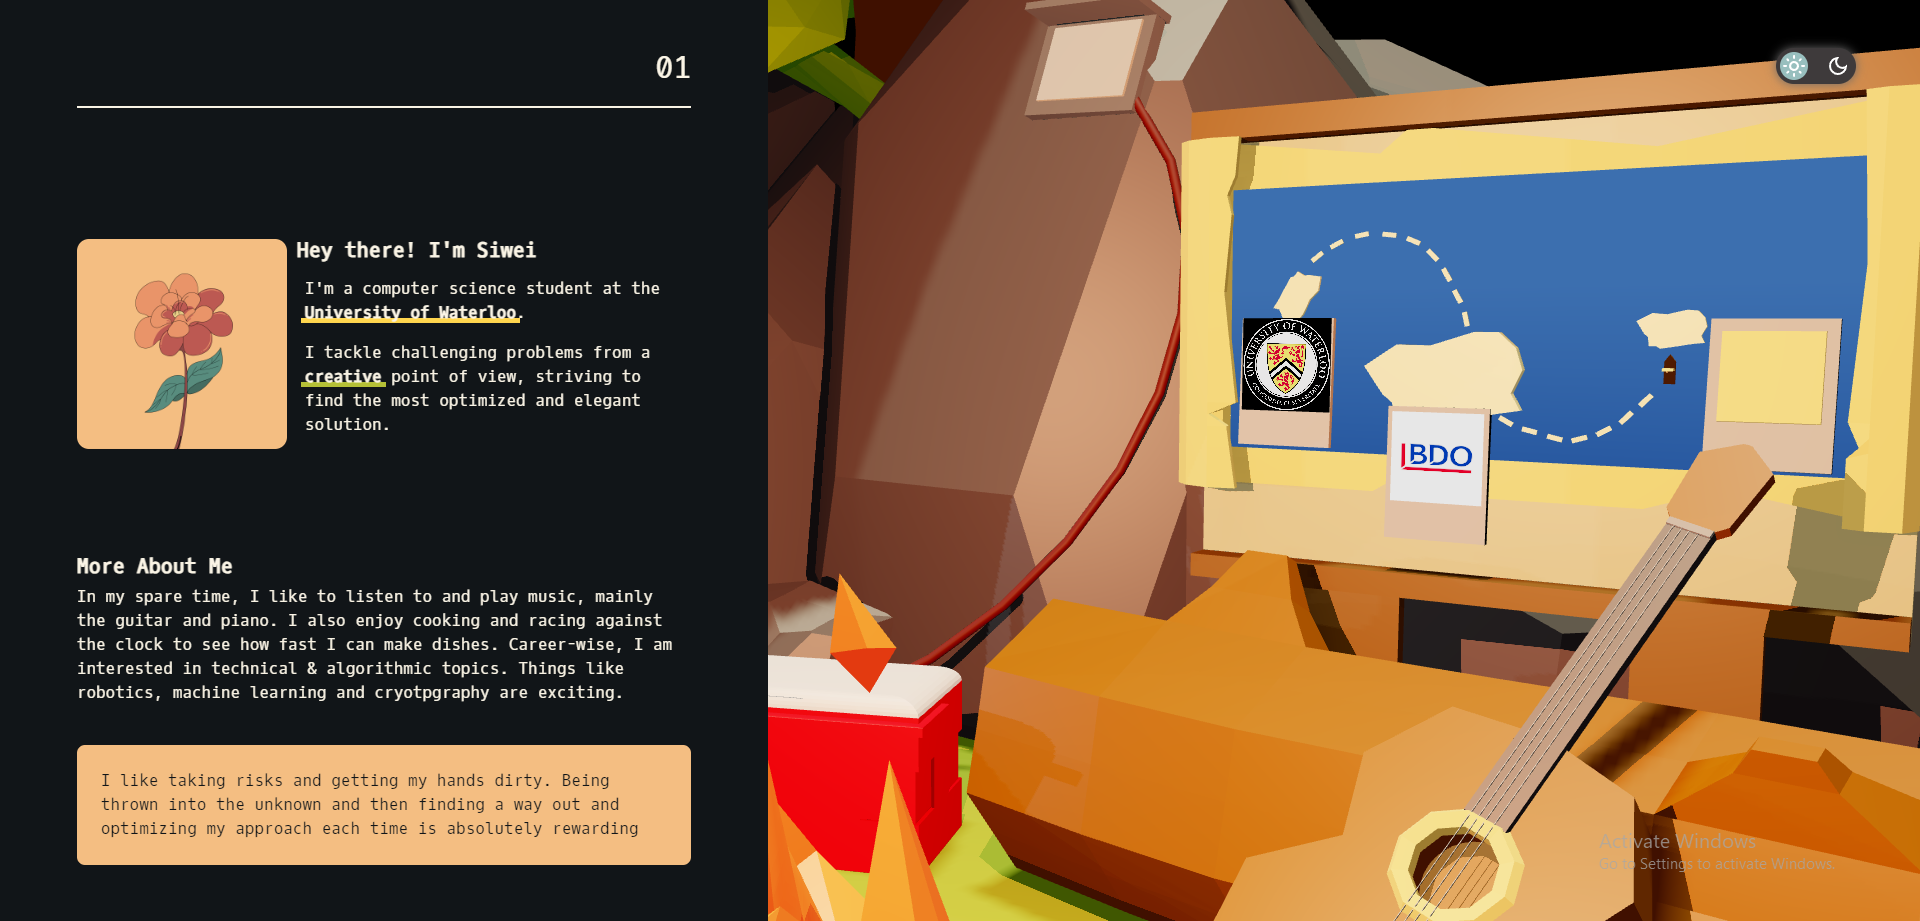 01
Hey there! I'm Siwei
I'm a computer science student at the
University of Waterloo.
I tackle challenging problems from a
creative point of view, striving to
find the most optimized and elegant
solution.
More About Me
In my spare time, I like to listen to and play music, mainly
the guitar and piano. I also enjoy cooking and racing against
the clock to see how fast I can make dishes. Career-wise, I am
interested in technical & algorithmic topics. Things like
robotics, machine learning and cryotpgraphy are exciting.
I like taking risks and getting my hands dirty. Being
thrown into the unknown and then finding a way out and
optimizing my approach each time is absolutely rewarding
UNIVERSITY OF WATERLOO
BDO
Activate Windows
Go to Settings to activate Windows.